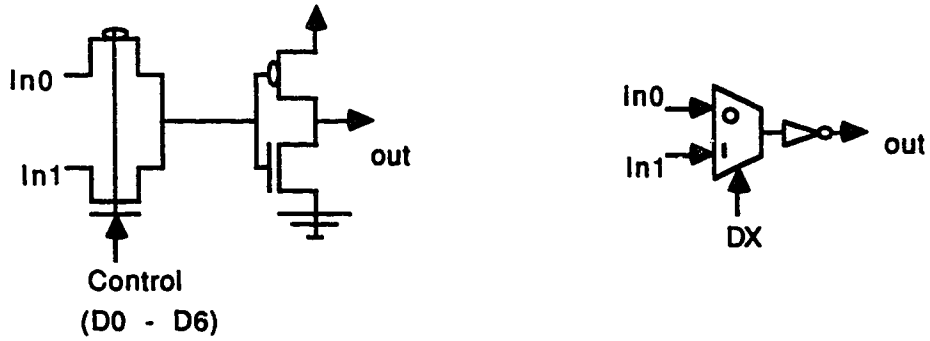 In0
In1
out
Control
(D0 - D6)
in0
In1
0
1
out
DX